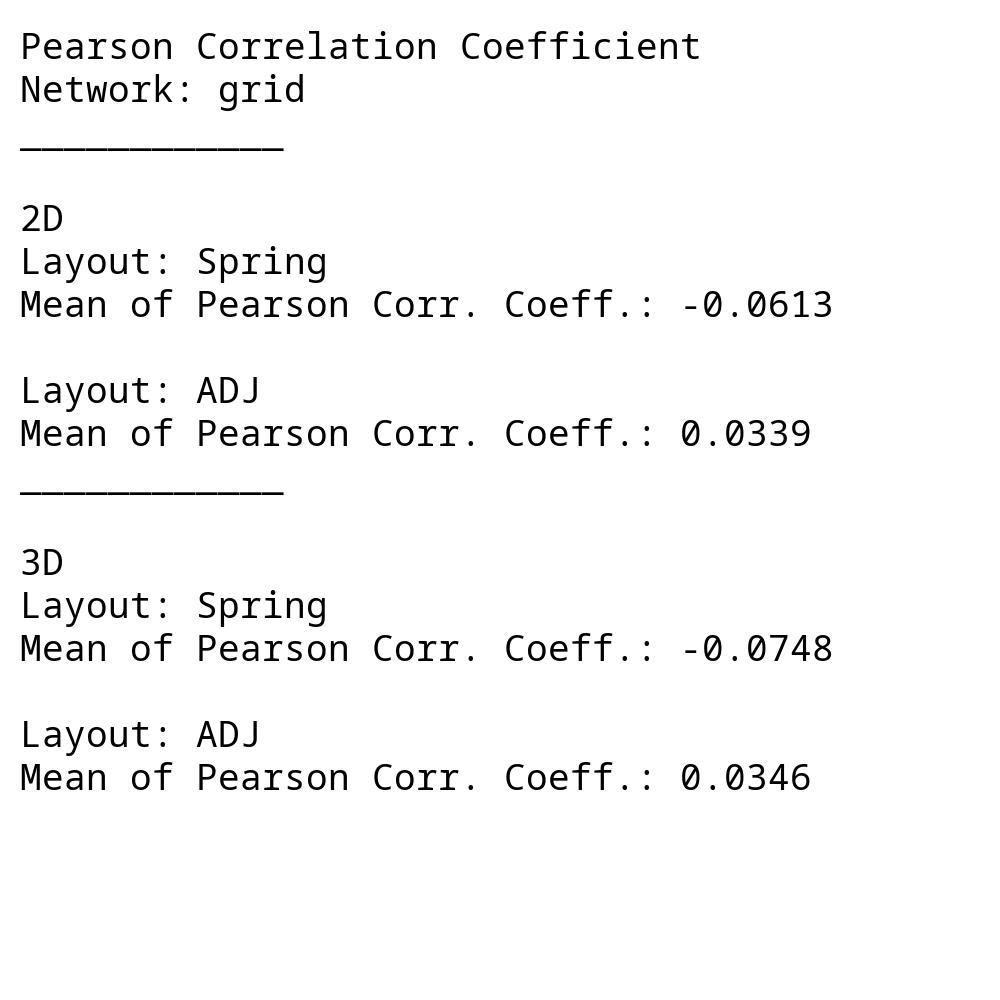 Pearson Correlation Coefficient
Network: grid
____________
2D
Layout: Spring
Mean of Pearson Corr. Coeff.: -0.0613
Layout: ADJ
Mean of Pearson Corr. Coeff.: 0.0339
____________
3D
Layout: Spring
Mean of Pearson Corr. Coeff.: -0.0748
Layout: ADJ
Mean of Pearson Corr. Coeff.: 0.0346